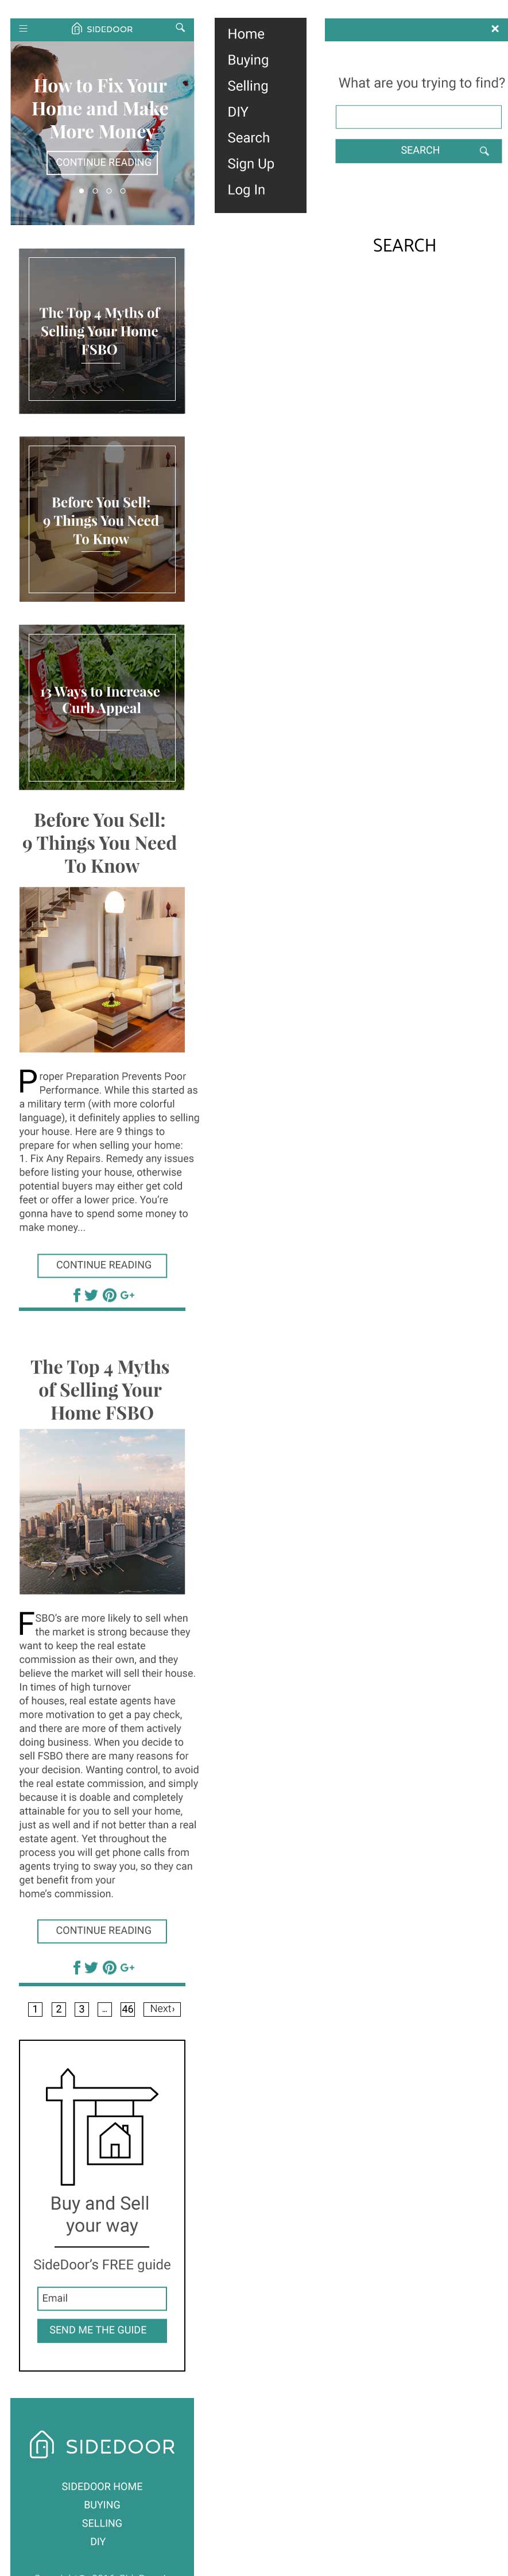 SIDEDOOR
How to Fix Your
Home and Make
More Money
CONTINUE READING
Home
Buying
Selling
DIY
Search
Sign Up
Log In
×
What are you trying to find?
SEARCH
SEARCH
The Top 4 Myths of
Selling Your Home
FSBO
Before You Sell:
9 Things You Need
To Know
13 Ways to Increase
Curb Appeal
Before You Sell:
9 Things You Need
To Know
Proper Preparation Prevents Poor
Performance. While this started as
a military term (with more colorful
language), it definitely applies to selling
your house. Here are 9 things to
prepare for when selling your home:
1. Fix Any Repairs. Remedy any issues
before listing your house, otherwise
potential buyers may either get cold
feet or offer a lower price. You're
gonna have to spend some money to
make money...
CONTINUE READING
f G+
The Top 4 Myths
of Selling Your
Home FSBO
FSBO's are more likely to sell when
the market is strong because they
want to keep the real estate
commission as their own, and they
believe the market will sell their house.
In times of high turnover
of houses, real estate agents have
more motivation to get a pay check,
and there are more of them actively
doing business. When you decide to
sell FSBO there are many reasons for
your decision. Wanting control, to avoid
the real estate commission, and simply
because it is doable and completely
attainable for you to sell your home,
just as well and if not better than a real
estate agent. Yet throughout the
process you will get phone calls from
agents trying to sway you, so they can
get benefit from your
home's commission.
CONTINUE READING
f G+
1 2 3 ... 46 Next›
Buy and Sell
your way
SideDoor's FREE guide
Email
SEND ME THE GUIDE
SIDEDOOR
SIDEDOOR HOME
BUYING
SELLING
DIY